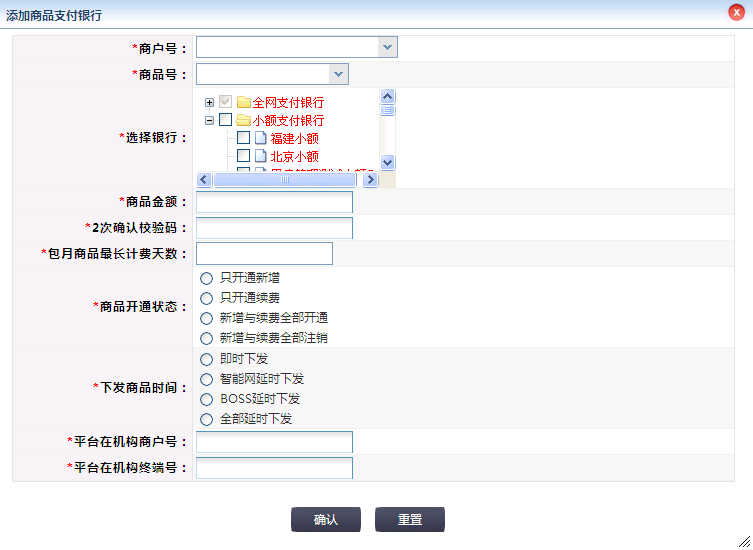 添加商品支付银行
*商户号：
*商品号：
*选择银行：
全网支付银行
小额支付银行
福建小额
北京小额
*商品金额：
*2次确认校验码：
*包月商品最长计费天数：
*商品开通状态：
只开通新增
只开通续费
新增与续费全部开通
新增与续费全部注销
*下发商品时间：
即时下发
智能网延时下发
BOSS延时下发
全部延时下发
*平台在机构商户号：
*平台在机构终端号：
确认 重置